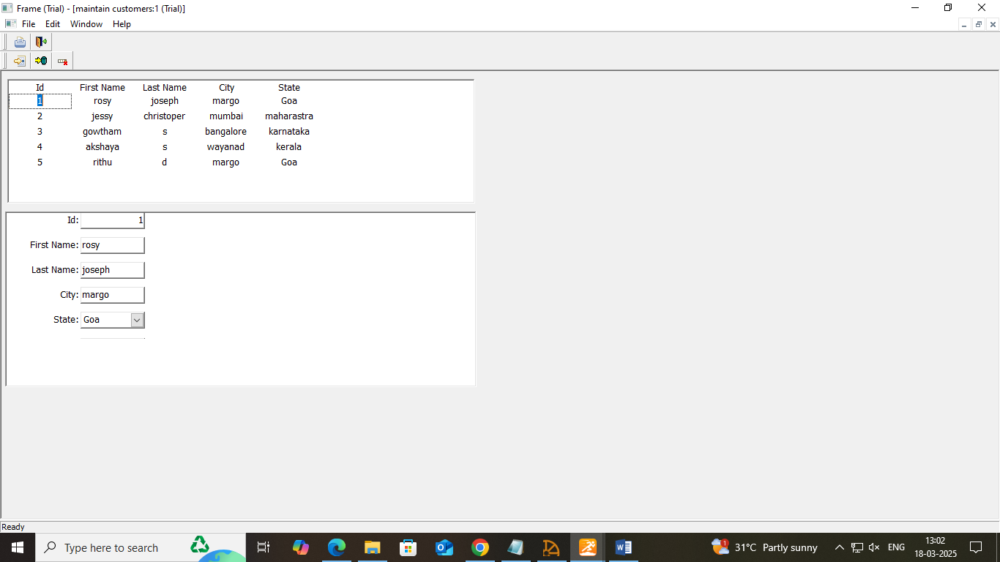 Frame (Trial) - [maintain customers:1 (Trial)]
File Edit Window Help
Id First Name Last Name City State
1 rosy joseph margo Goa
2 jessy christoper mumbai maharastra
3 gowtham s bangalore karnataka
4 akshaya s wayanad kerala
5 rithu d margo Goa
Id: 1
First Name: rosy
Last Name: joseph
City: margo
State: Goa
Ready
Type here to search
1
31°C Partly sunny
ENG
13:02
18-03-2025